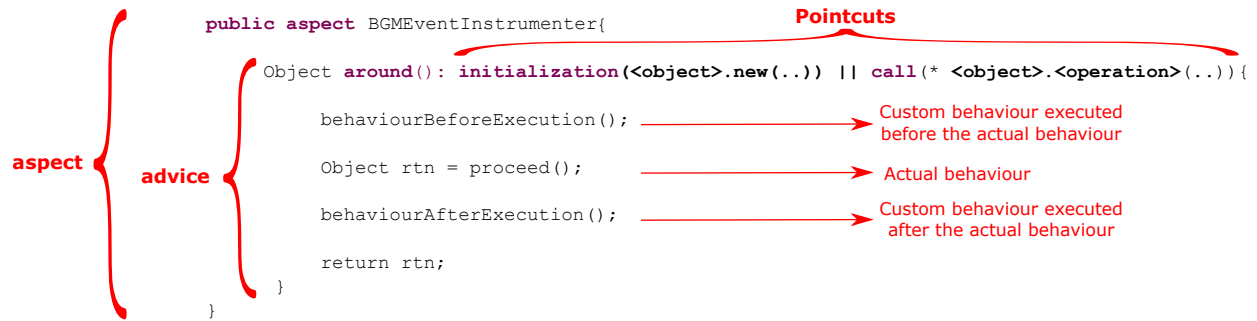 Pointcuts
public aspect BGMEventInstrumenter{
Object around(): initialization(<object>.new(..)) || call(* <object>.<operation>(..)){
behaviourBeforeExecution();
Custom behaviour executed
before the actual behaviour
aspect
advice
Object rtn = proceed();
Actual behaviour
behaviourAfterExecution();
Custom behaviour executed
after the actual behaviour
return rtn;
}
}